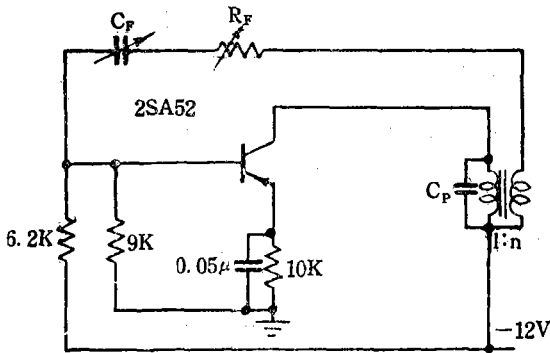 C_F
R_F
2SA52
C_P
6.2K
9K
0.05μ
10K
1:n
−12V